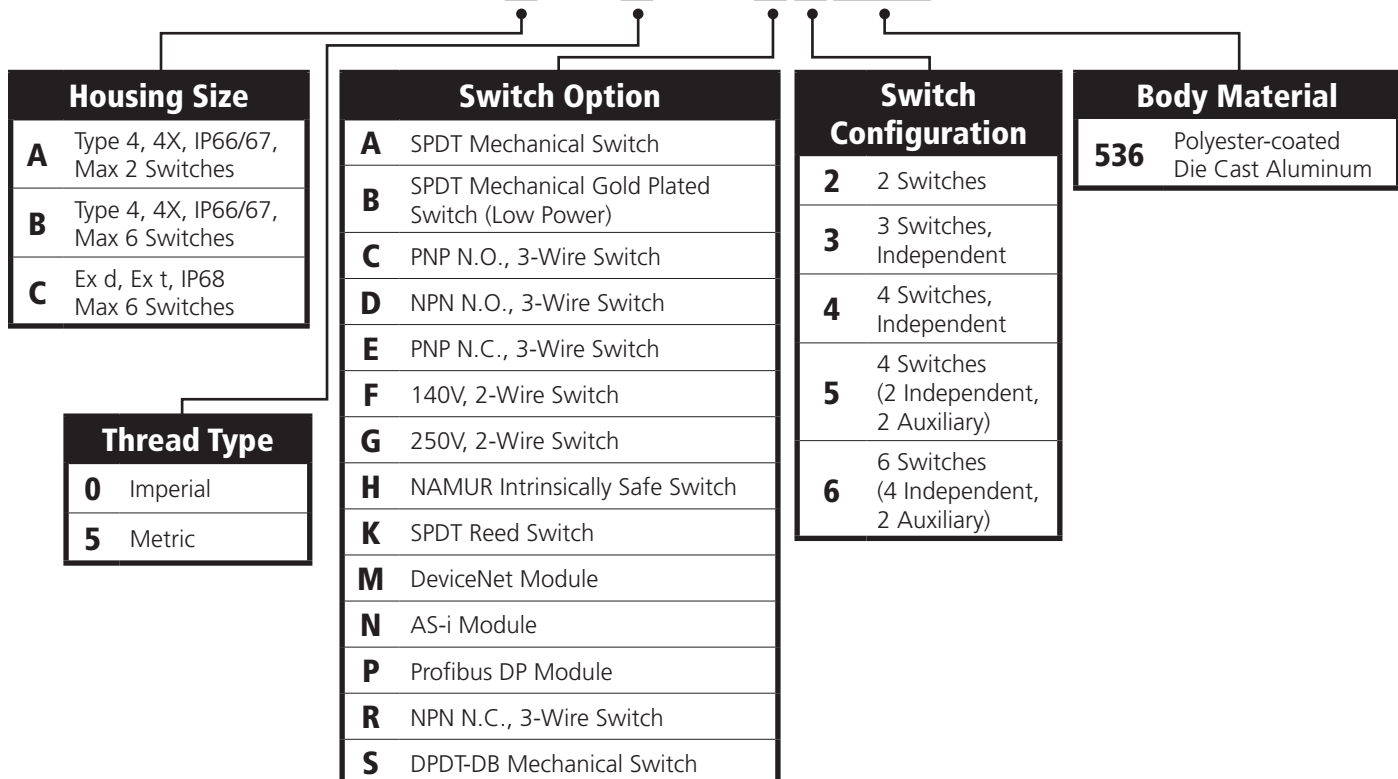 Housing Size
A Type 4, 4X, IP66/67,
Max 2 Switches
B Type 4, 4X, IP66/67,
Max 6 Switches
C Ex d, Ex t, IP68
Max 6 Switches
Thread Type
0 Imperial
5 Metric
Switch Option
A SPDT Mechanical Switch
B SPDT Mechanical Gold Plated
Switch (Low Power)
C PNP N.O., 3-Wire Switch
D NPN N.O., 3-Wire Switch
E PNP N.C., 3-Wire Switch
F 140V, 2-Wire Switch
G 250V, 2-Wire Switch
H NAMUR Intrinsically Safe Switch
K SPDT Reed Switch
M DeviceNet Module
N AS-i Module
P Profibus DP Module
R NPN N.C., 3-Wire Switch
S DPDT-DB Mechanical Switch
Switch
Configuration
2 2 Switches
3 3 Switches,
Independent
4 4 Switches,
Independent
5 4 Switches
(2 Independent,
2 Auxiliary)
6 6 Switches
(4 Independent,
2 Auxiliary)
Body Material
536 Polyester-coated
Die Cast Aluminum